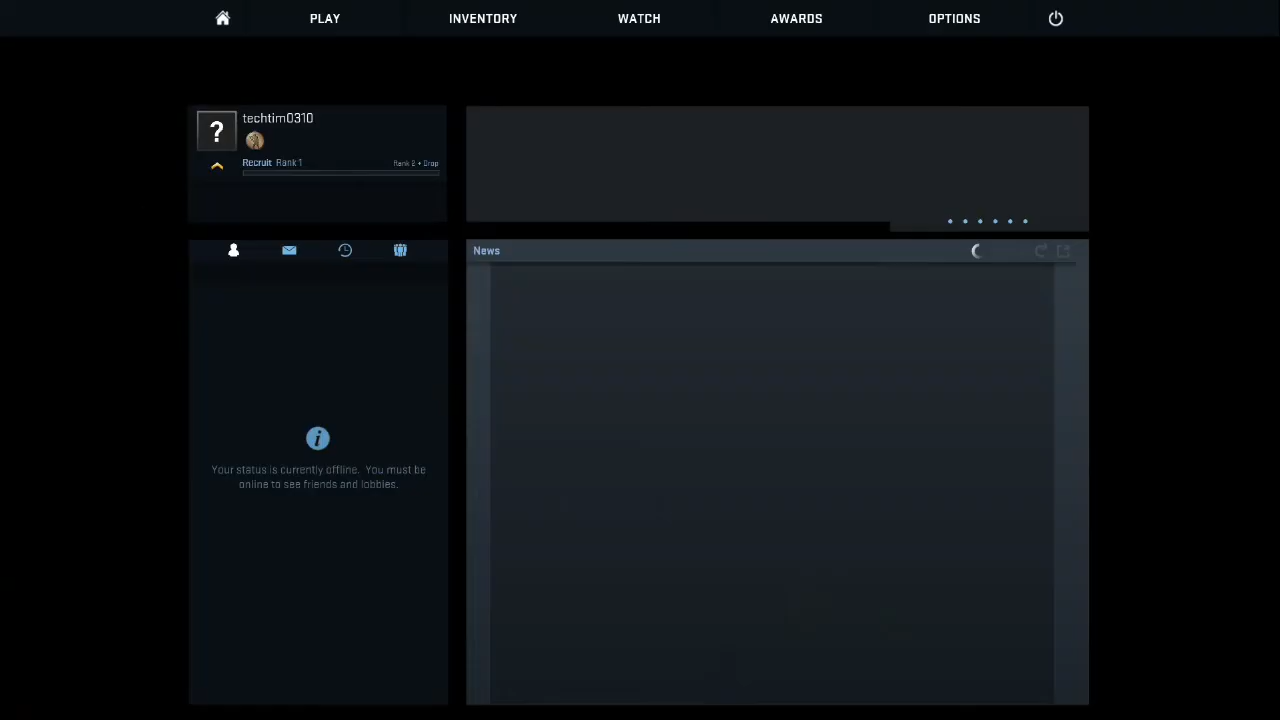 PLAY
INVENTORY
WATCH
AWARDS
OPTIONS
?
techtim0310
Recruit Rank 1
Rank 2 + Drop
News
i
Your status is currently offline. You must be
online to see friends and lobbies.